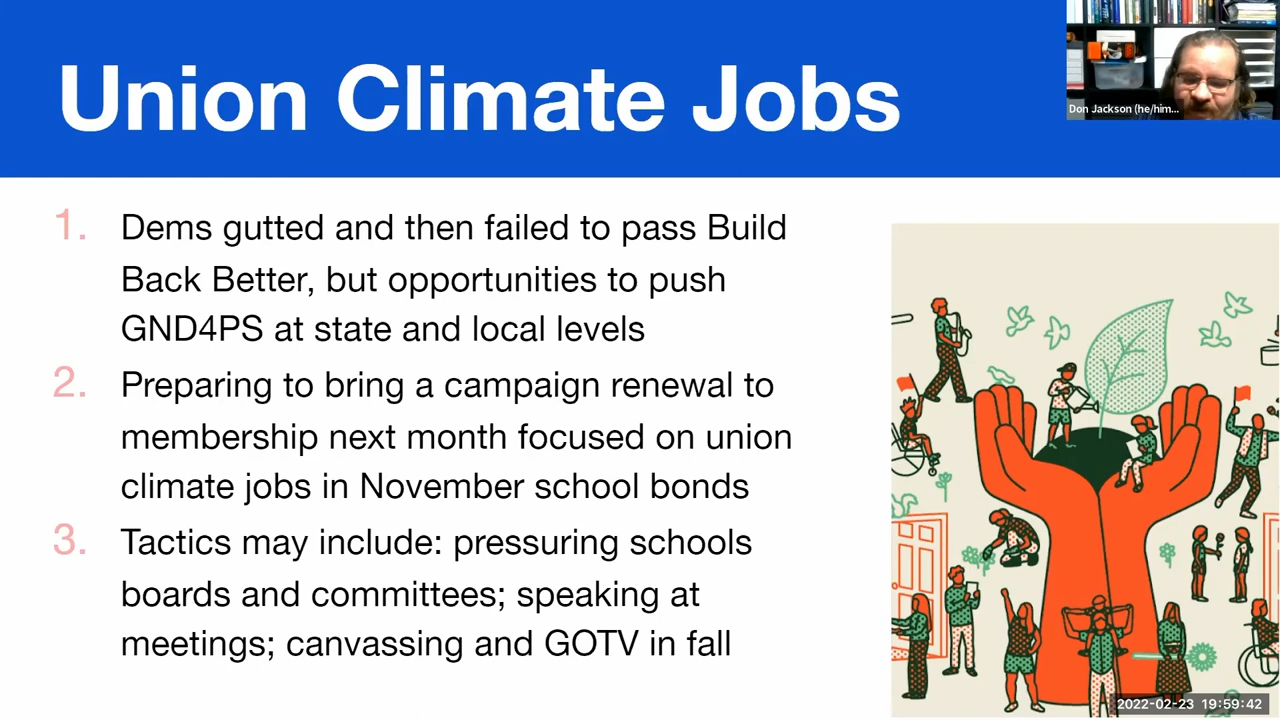 Union Climate Jobs
Don Jackson (he/him...
1. Dems gutted and then failed to pass Build
Back Better, but opportunities to push
GND4PS at state and local levels
2. Preparing to bring a campaign renewal to
membership next month focused on union
climate jobs in November school bonds
3. Tactics may include: pressuring schools
boards and committees; speaking at
meetings; canvassing and GOTV in fall
2022-02-23 19:59:42